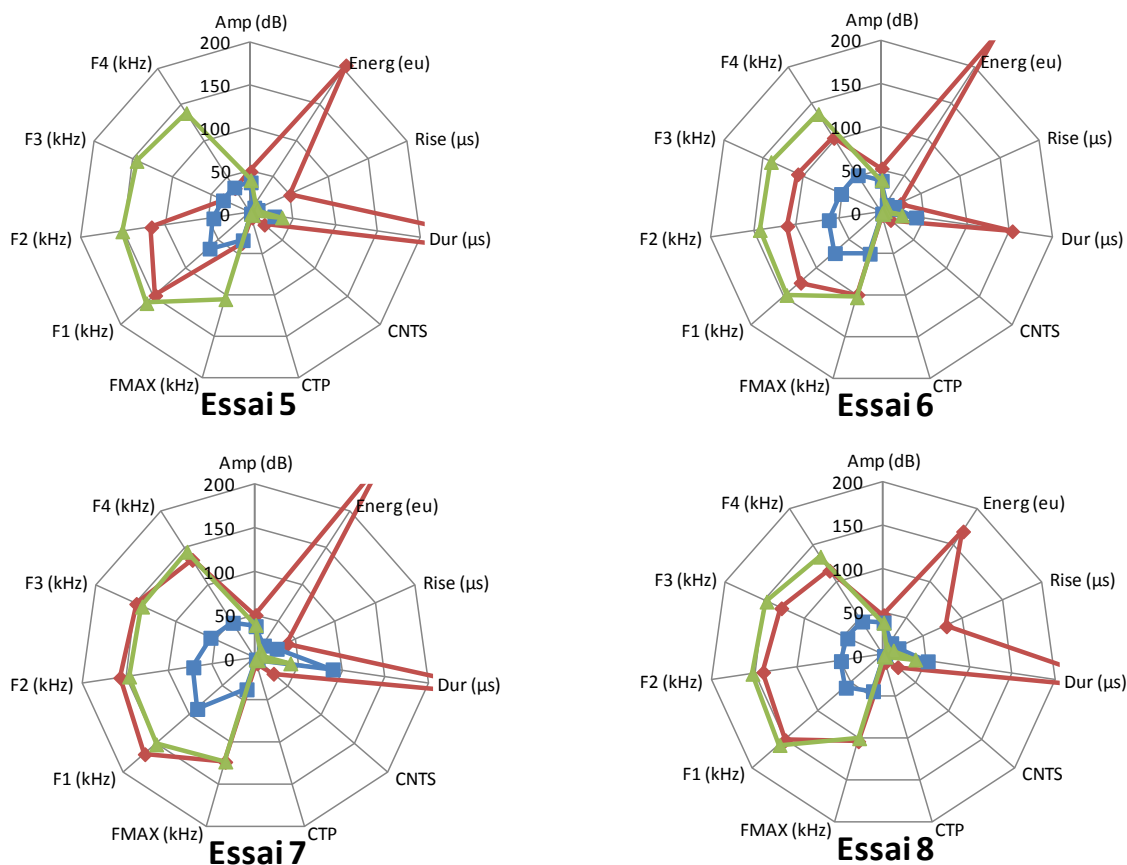 Amp (dB)
200
150
100
50
0
Energ (eu)
Rise (µs)
Dur (µs)
CNTS
CTP
FMAX (kHz)
F1 (kHz)
F2 (kHz)
F3 (kHz)
F4 (kHz)
Essai 5
Amp (dB)
200
150
100
50
0
Energ (eu)
Rise (µs)
Dur (µs)
CNTS
CTP
FMAX (kHz)
F1 (kHz)
F2 (kHz)
F3 (kHz)
F4 (kHz)
Essai 6
Amp (dB)
200
150
100
50
0
Energ (eu)
Rise (µs)
Dur (µs)
CNTS
CTP
FMAX (kHz)
F1 (kHz)
F2 (kHz)
F3 (kHz)
F4 (kHz)
Essai 7
Amp (dB)
200
150
100
50
0
Energ (eu)
Rise (µs)
Dur (µs)
CNTS
CTP
FMAX (kHz)
F1 (kHz)
F2 (kHz)
F3 (kHz)
F4 (kHz)
Essai 8